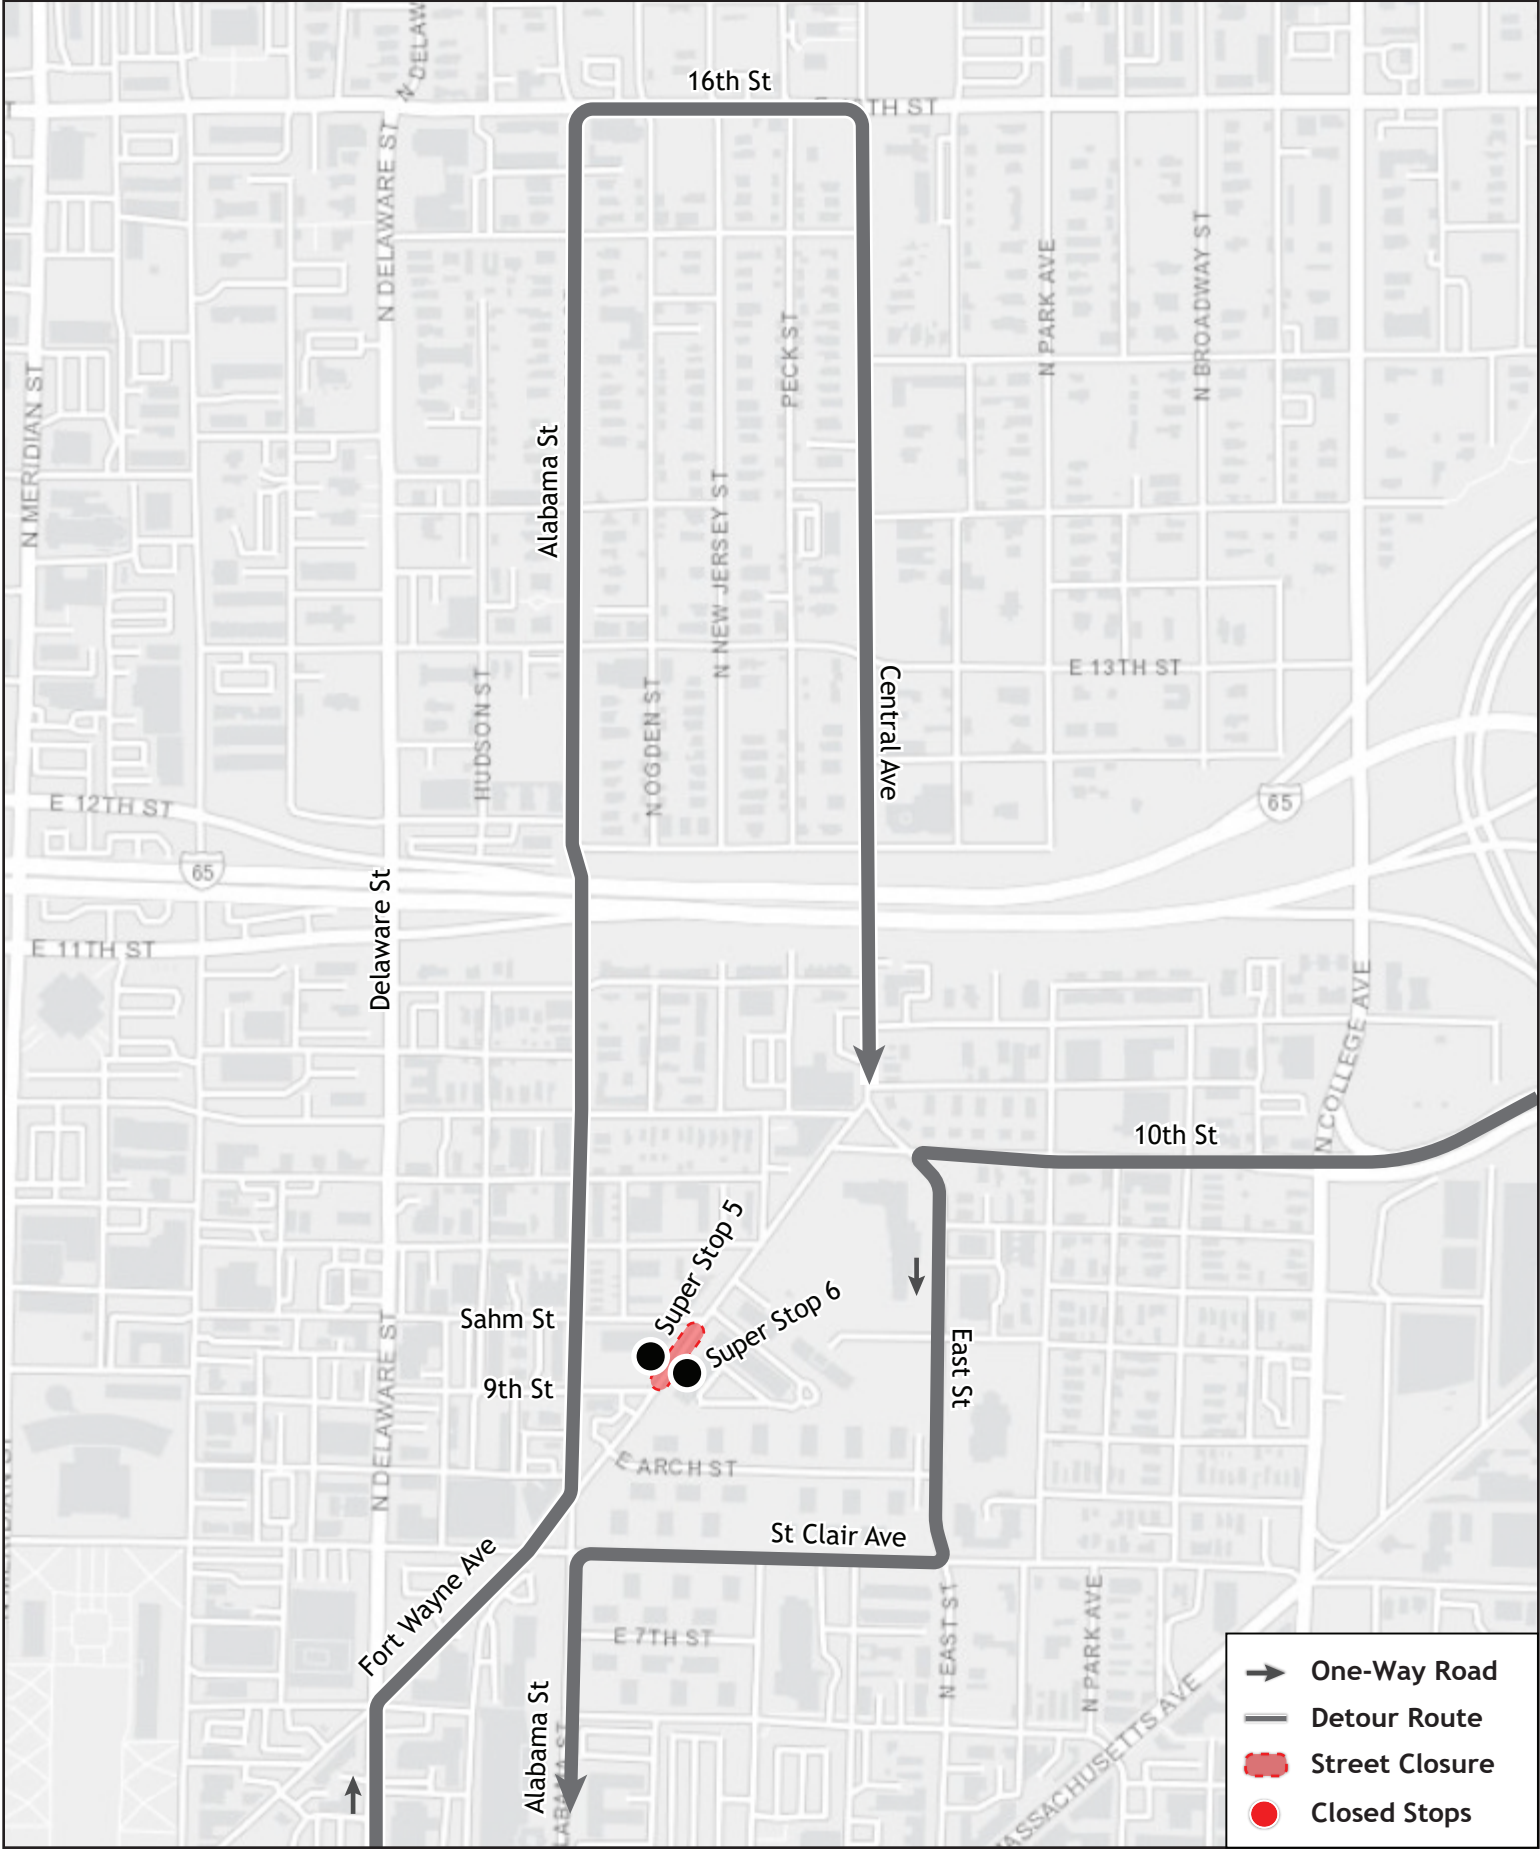 N DELAW
16th St
TH ST
N DELAWARE ST
N PARK AVE
N BROADWAY ST
PECK ST
N MERIDIAN ST
Alabama St
N NEW JERSEY ST
E 13TH ST
HUDSON ST
N OGDEN ST
Central Ave
E 12TH ST
65
65
Delaware St
E 11TH ST
N COLLEGE AVE
10th St
Super Stop 5
Super Stop 6
Sahm St
9th St
East St
N DELAWARE ST
E ARCH ST
St Clair Ave
Fort Wayne Ave
E 7TH ST
N EAST ST
N PARK AVE
Alabama St
MASSACHUSETTS AVE
One-Way Road
Detour Route
Street Closure
Closed Stops